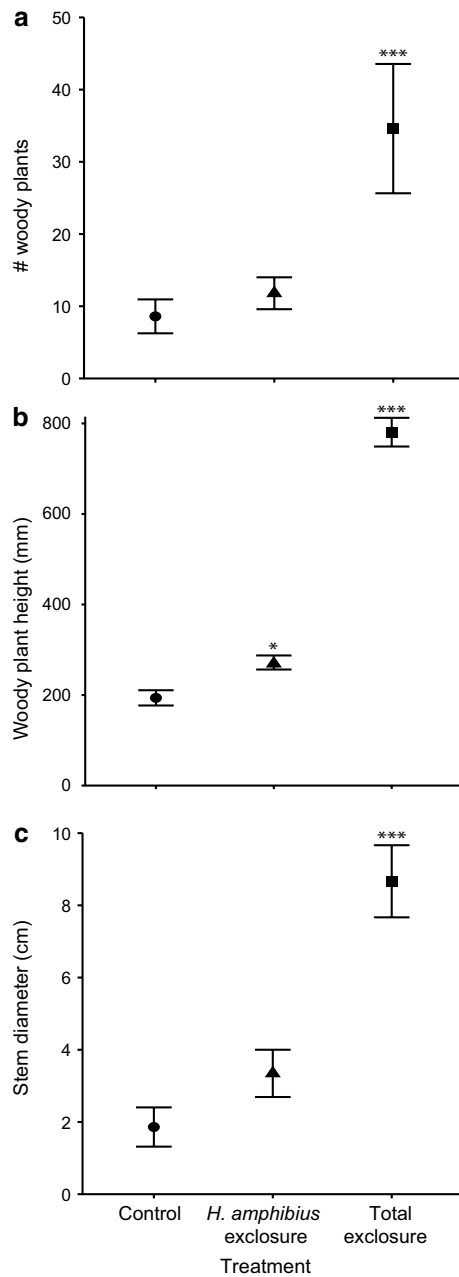 a
50
***
40
# woody plants
30
20
10
0
b
800
***
Woody plant height (mm)
600
400
*
200
0
c
10
***
Stem diameter (cm)
8
6
4
2
0
Control
H. amphibius exclosure
Total exclosure
Treatment